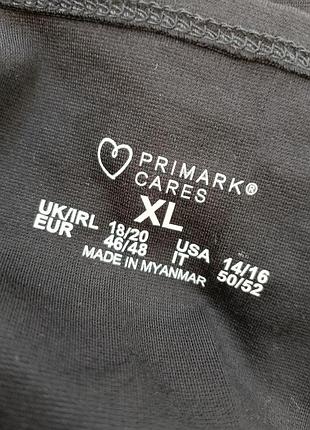 PRIMARK®
CARES
XL
UK/IRL 18/20 USA 14/16
EUR 46/48 IT 50/52
MADE IN MYANMAR